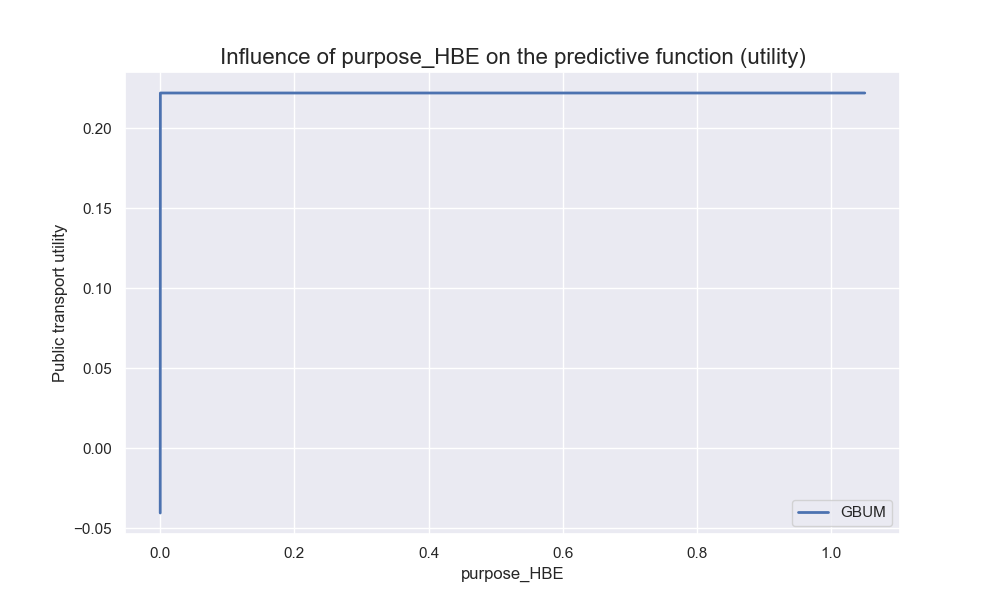 Influence of purpose_HBE on the predictive function (utility)
Public transport utility
0.20
0.15
0.10
0.05
0.00
−0.05
0.0 0.2 0.4 0.6 0.8 1.0
purpose_HBE
GBUM